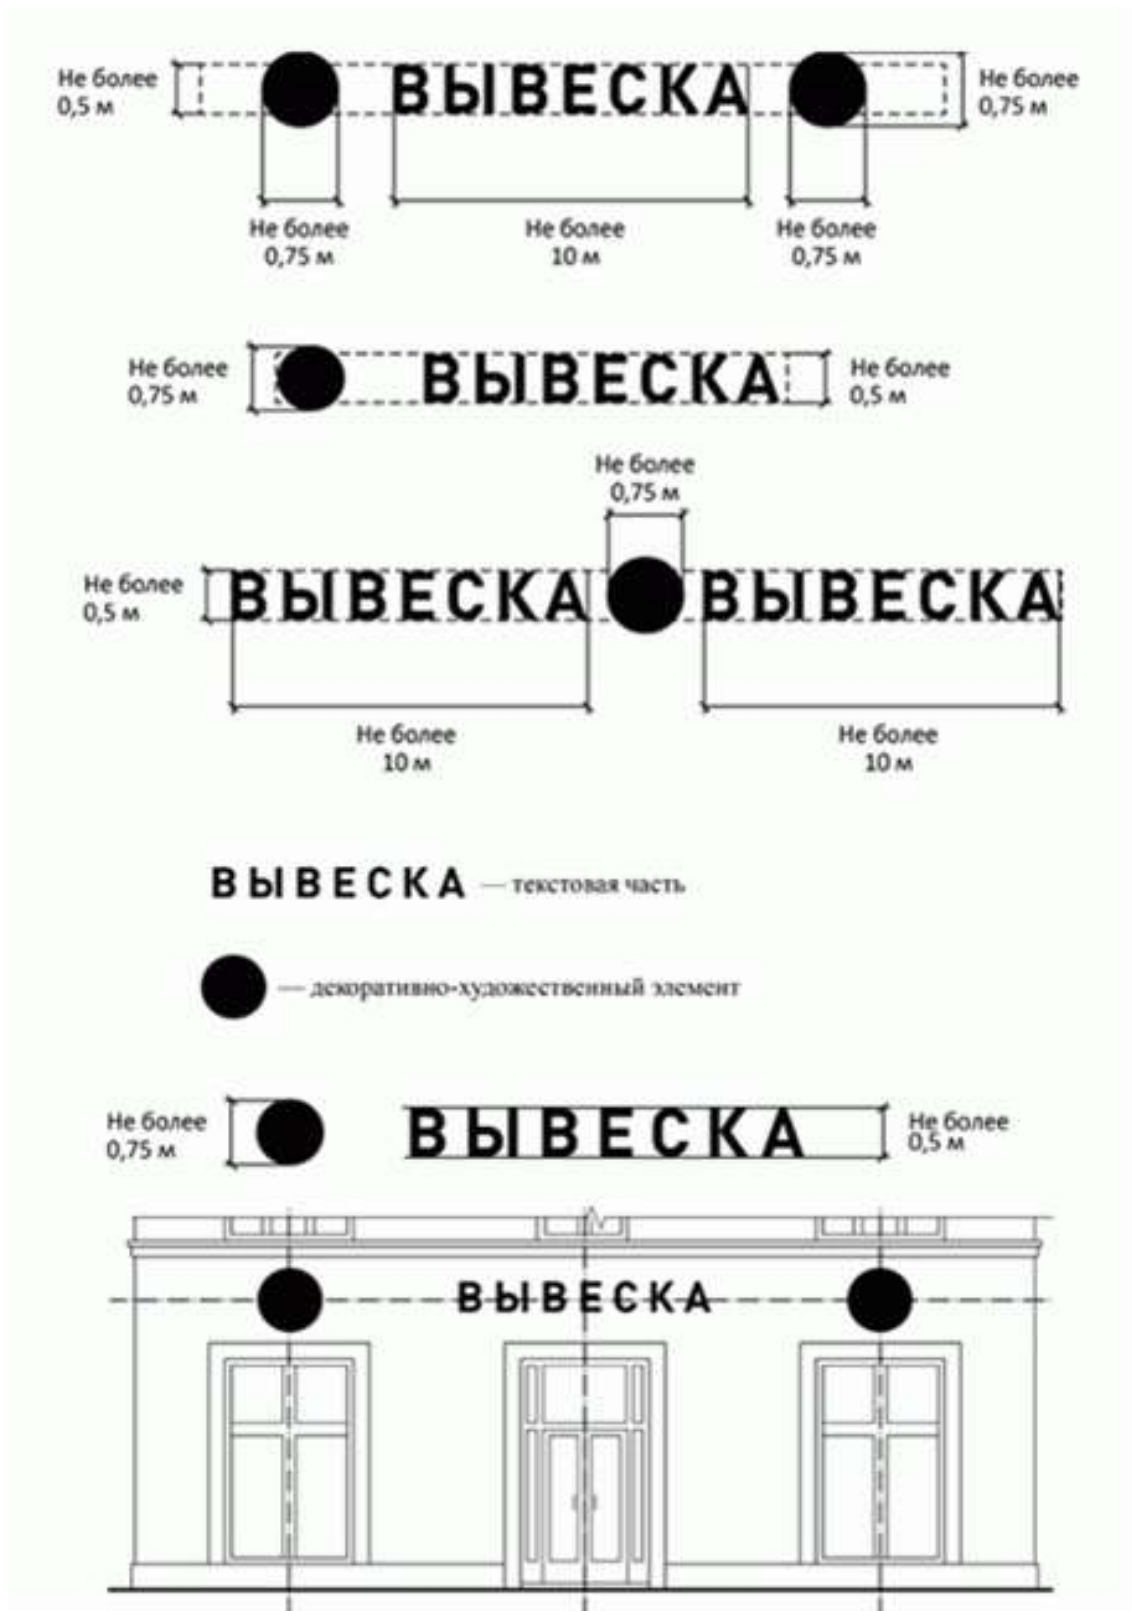 Не более
0,5 м
ВЫВЕСКА
Не более
0,75 м
Не более
0,75 м
Не более
10 м
Не более
0,75 м
Не более
0,75 м
ВЫВЕСКА
Не более
0,5 м
Не более
0,75 м
Не более
0,5 м
ВЫВЕСКА
ВЫВЕСКА
Не более
10 м
Не более
10 м
ВЫВЕСКА — текстовая часть
— декоративно-художественный элемент
Не более
0,75 м
ВЫВЕСКА
Не более
0,5 м
ВЫВЕСКА